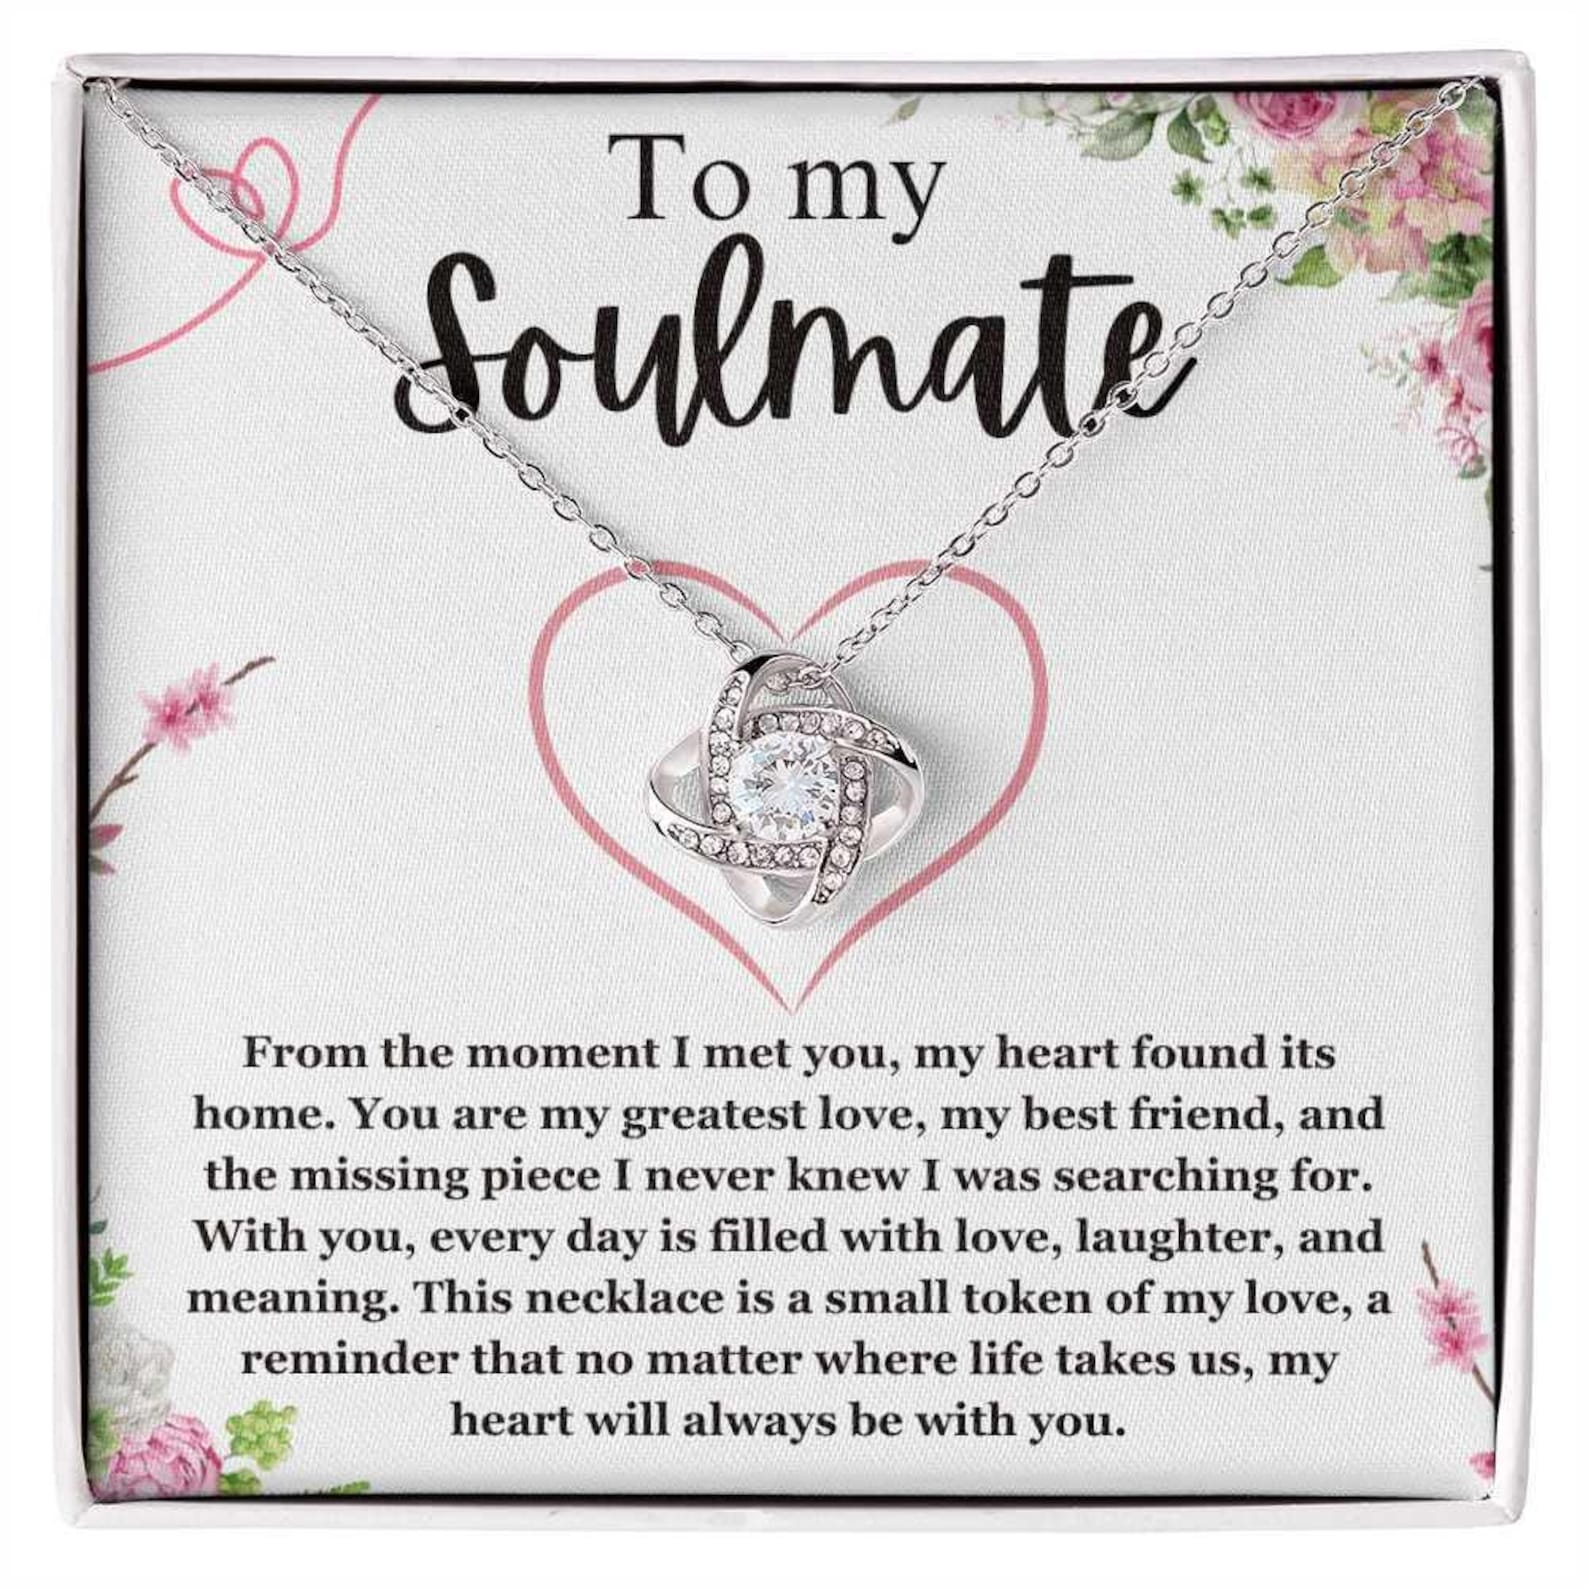 To my
Soulmate
From the moment I met you, my heart found its
home. You are my greatest love, my best friend, and
the missing piece I never knew I was searching for.
With you, every day is filled with love, laughter, and
meaning. This necklace is a small token of my love, a
reminder that no matter where life takes us, my
heart will always be with you.